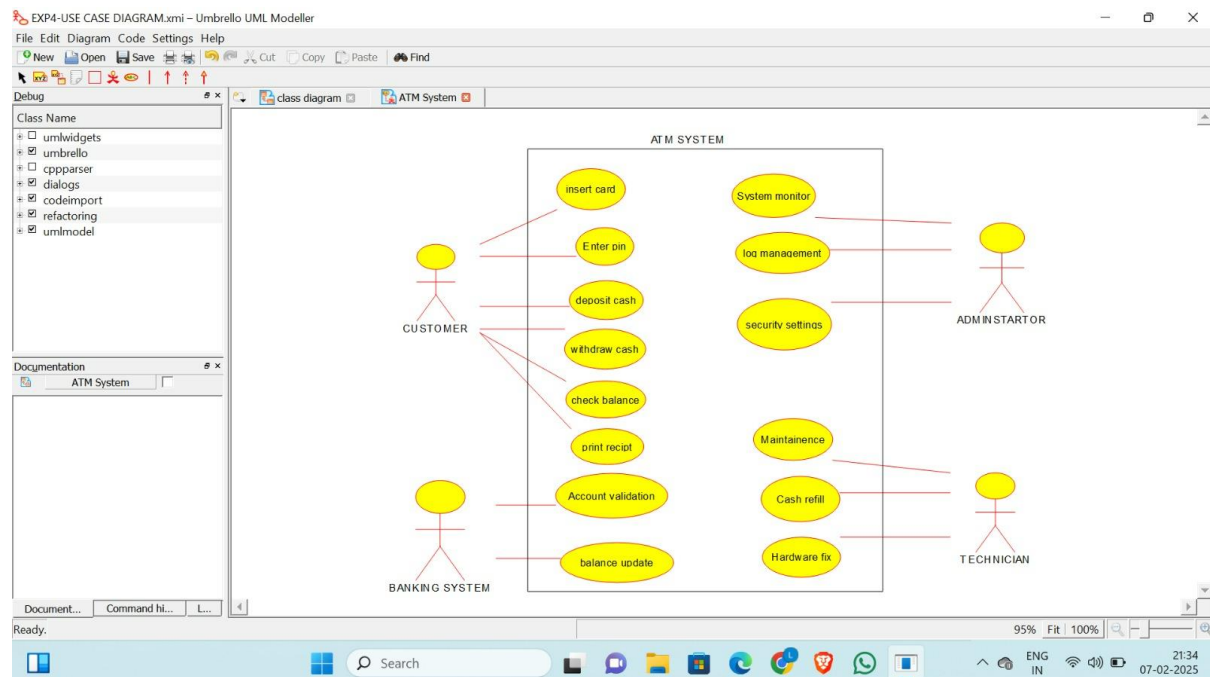 EXP4-USE CASE DIAGRAM.xmi – Umbrello UML Modeller
File Edit Diagram Code Settings Help
New Open Save Cut Copy Paste Find
Debug
class diagram
ATM System
Class Name
umlwidgets
umbrello
cppparser
dialogs
codeimport
refactoring
umlmodel
Documentation
ATM System
Document...
Command hi...
L...
ATM SYSTEM
insert card
System monitor
Enter pin
log management
deposit cash
security settings
CUSTOMER
ADMINSTARTOR
withdraw cash
check balance
print recipt
Maintainence
Account validation
Cash refill
balance update
Hardware fix
TECHNICIAN
BANKING SYSTEM
Ready.
95% Fit 100%
Search
ENG
IN
21:34
07-02-2025